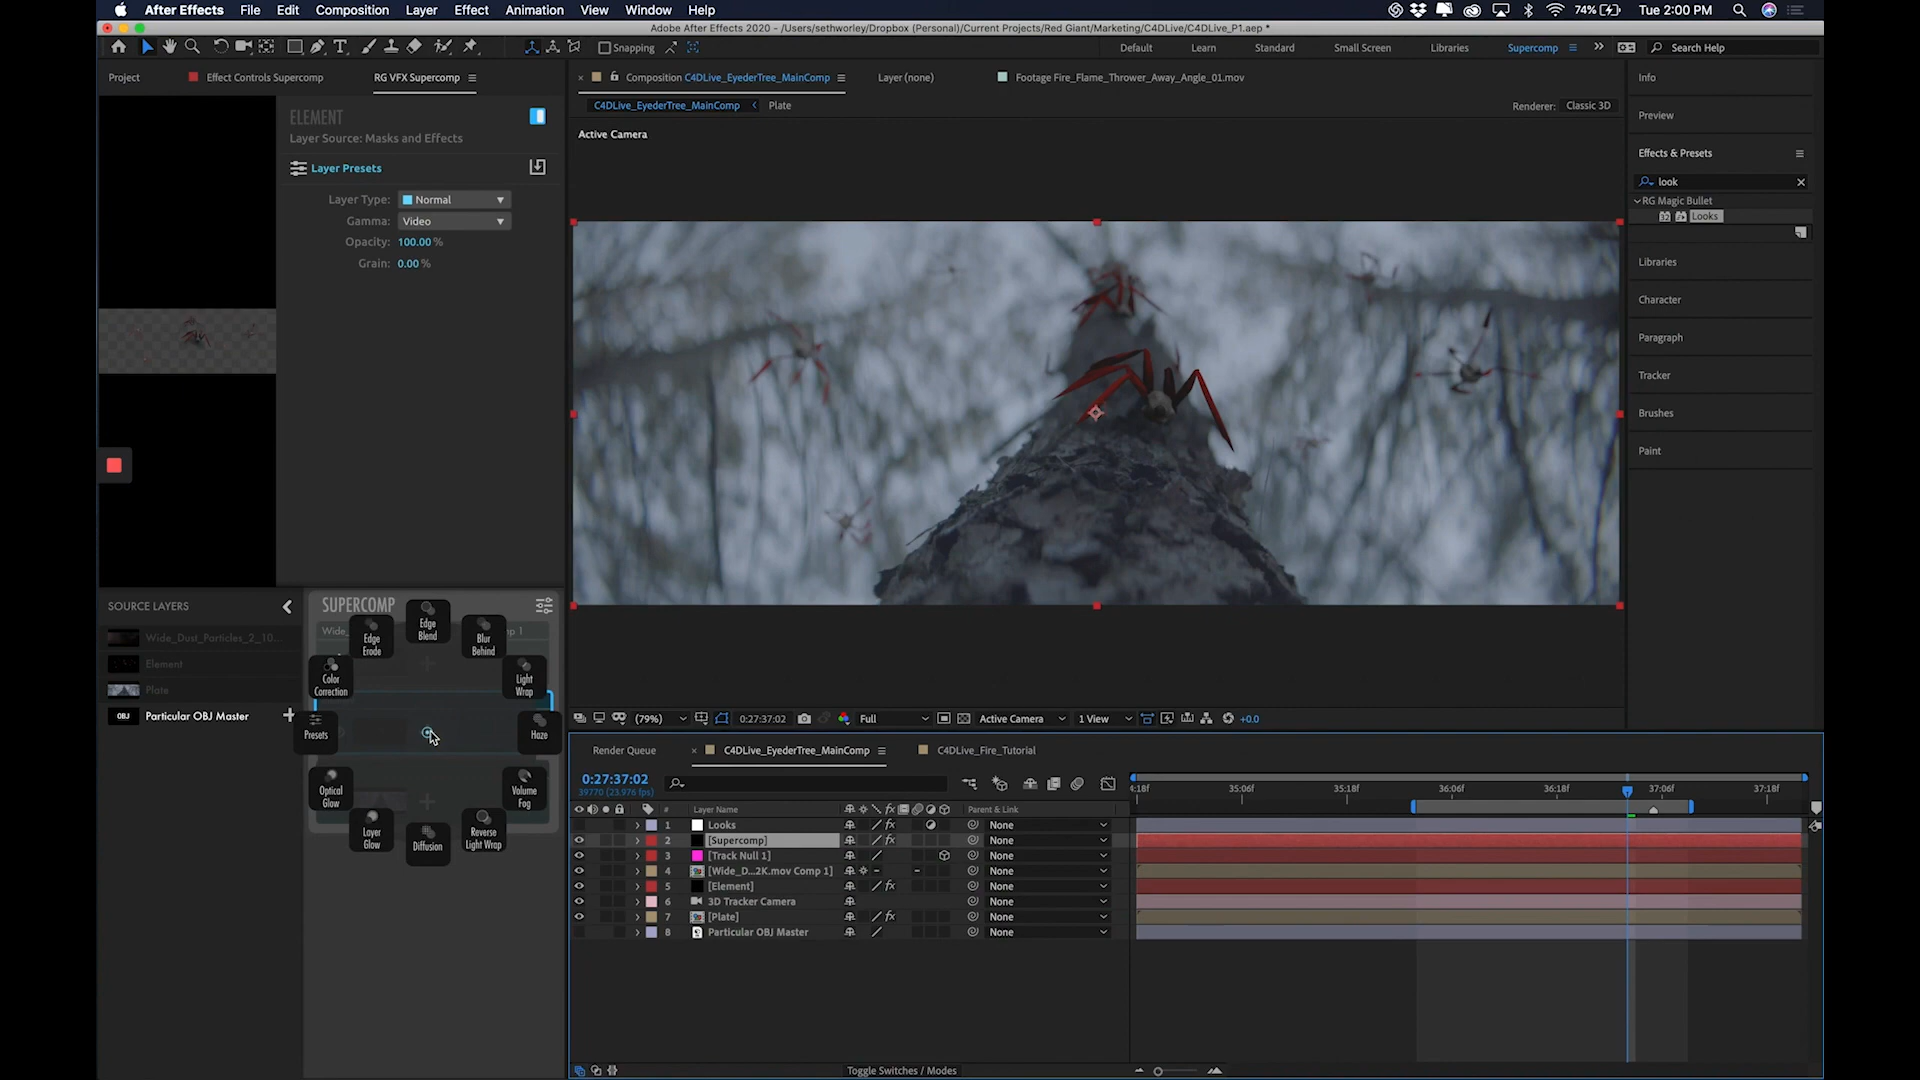 After Effects File Edit Composition Layer Effect Animation View Window Help
74% Tue 2:00 PM
Adobe After Effects 2020 - /Users/sethworley/Dropbox (Personal)/Current Projects/Red Giant/Marketing/C4DLive/C4DLive_P1.aep *
Snapping
Default Learn Standard Small Screen Libraries Supercomp Search Help
Project Effect Controls Supercomp RG VFX Supercomp
Composition C4DLive_EyederTree_MainComp Layer (none) Footage Fire_Flame_Thrower_Away_Angle_01.mov
Info
C4DLive_EyederTree_MainComp Plate Renderer: Classic 3D
ELEMENT
Layer Source: Masks and Effects
Active Camera
Preview
Effects & Presets
Layer Presets
look
Layer Type: Normal
RG Magic Bullet
Looks
Gamma: Video
Opacity: 100.00 %
Grain: 0.00 %
Libraries
Character
Paragraph
Tracker
Brushes
Paint
SOURCE LAYERS
SUPERCOMP
Wide_Dust_Particles_2_10...
Element
Plate
OBJ Particular OBJ Master
Wide_ p 1
Edge Erode
Edge Blend
Blur Behind
Color Correction
Light Wrap
Presets
Haze
Optical Glow
Volume Fog
Layer Glow
Diffusion
Reverse Light Wrap
(79%) 0:27:37:02 Full Active Camera 1 View +0.0
Render Queue C4DLive_EyederTree_MainComp C4DLive_Fire_Tutorial
0:27:37:02
39770 (23.976 fps)
4:18f 35:06f 35:18f 36:06f 36:18f 37:06f 37:18f
# Layer Name Parent & Link
1 Looks None
2 [Supercomp] None
3 [Track Null 1] None
4 [Wide_D...2K.mov Comp 1] None
5 [Element] None
6 3D Tracker Camera None
7 [Plate] None
8 Particular OBJ Master None
Toggle Switches / Modes